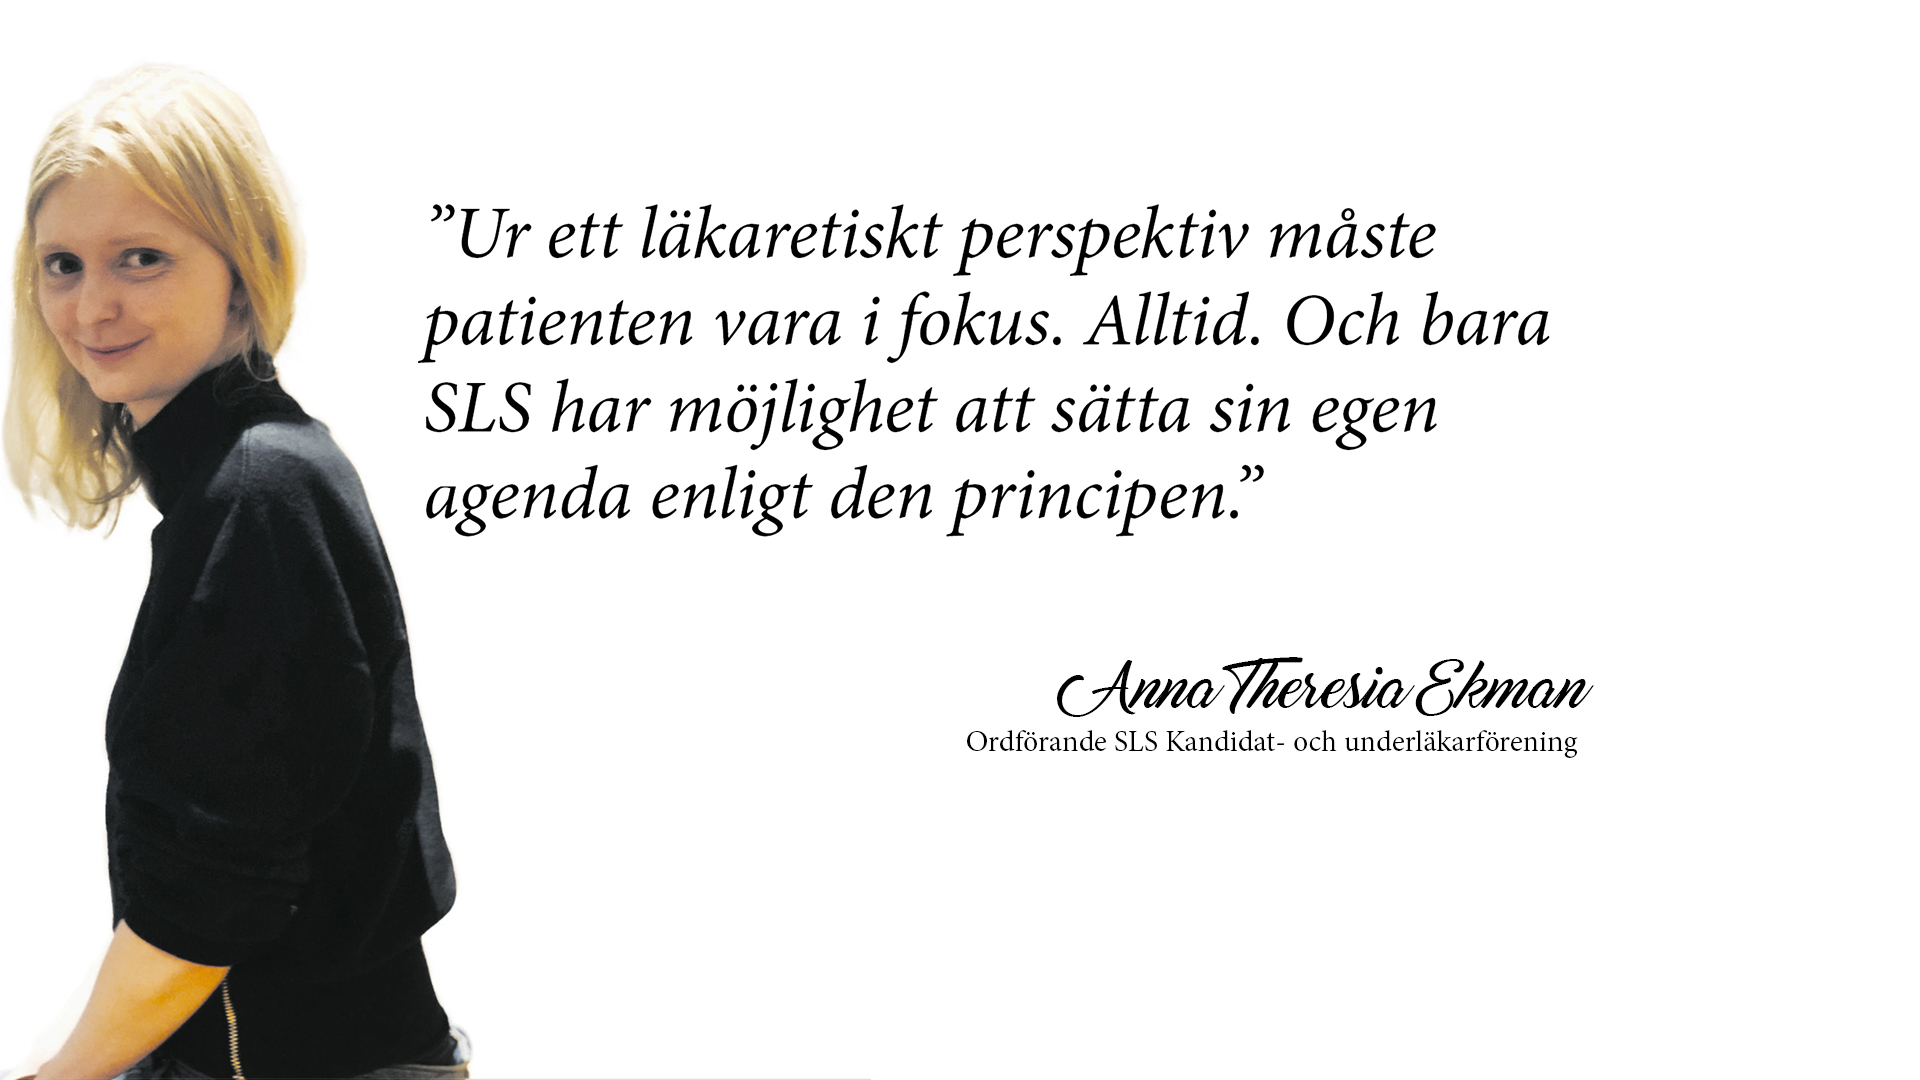 ”Ur ett läkaretiskt perspektiv måste
patienten vara i fokus. Alltid. Och bara
SLS har möjlighet att sätta sin egen
agenda enligt den principen.”
Anna Theresia Ekman
Ordförande SLS Kandidat- och underläkarförening